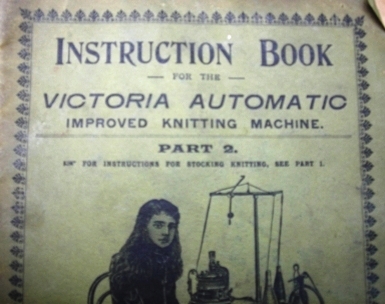 INSTRUCTION BOOK
— FOR THE —
VICTORIA AUTOMATIC
IMPROVED KNITTING MACHINE.
PART 2.
FOR INSTRUCTIONS FOR STOCKING KNITTING, SEE PART 1.